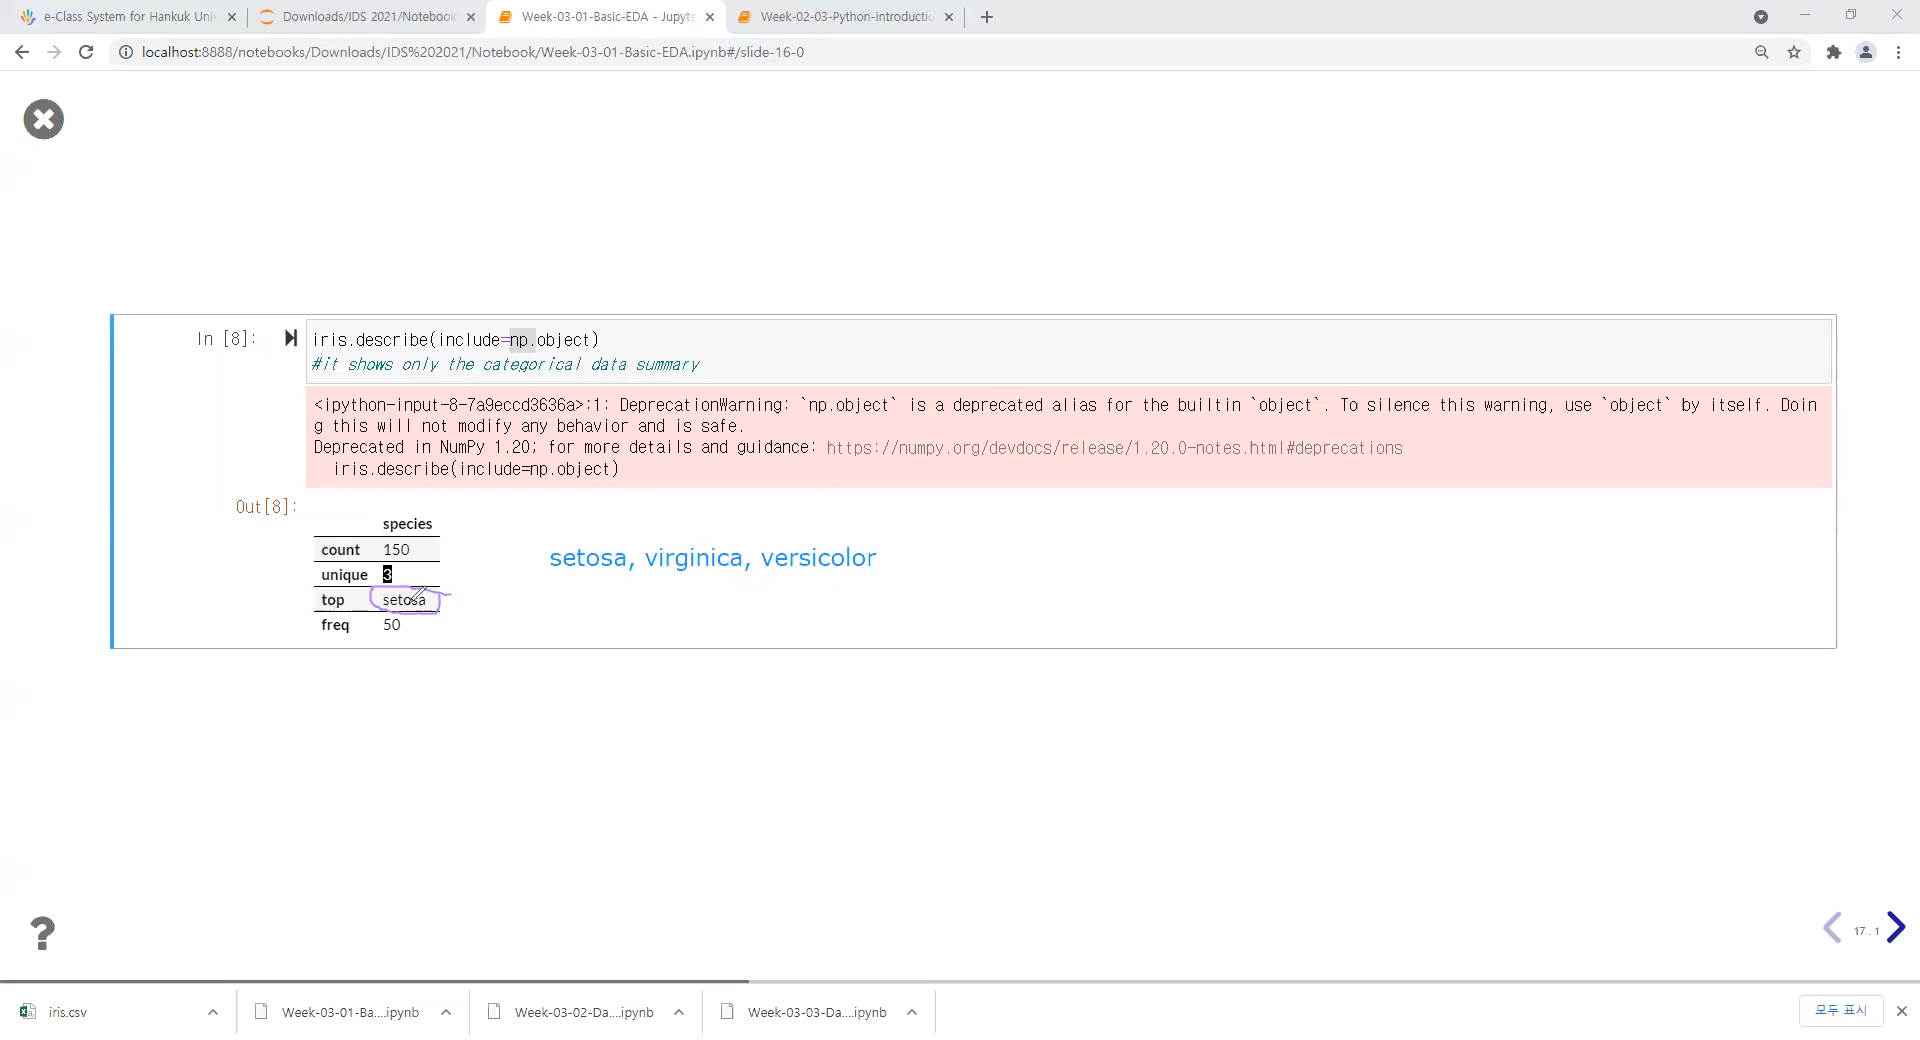 e-Class System for Hankuk Uni
Downloads/IDS 2021/Notebook
Week-03-01-Basic-EDA - Jupyte
Week-02-03-Python-introductio
localhost:8888/notebooks/Downloads/IDS%202021/Notebook/Week-03-01-Basic-EDA.ipynb#/slide-16-0
In [8]:
iris.describe(include=np.object)
#it shows only the categorical data summary
<ipython-input-8-7a9eccd3636a>:1: DeprecationWarning: `np.object` is a deprecated alias for the builtin `object`. To silence this warning, use `object` by itself. Doin
g this will not modify any behavior and is safe.
Deprecated in NumPy 1.20; for more details and guidance: https://numpy.org/devdocs/release/1.20.0-notes.html#deprecations
iris.describe(include=np.object)
Out[8]:
species
count 150
unique 3
top setosa
freq 50
setosa, virginica, versicolor
17.1
iris.csv
Week-03-01-Ba....ipynb
Week-03-02-Da....ipynb
Week-03-03-Da....ipynb
모두 표시